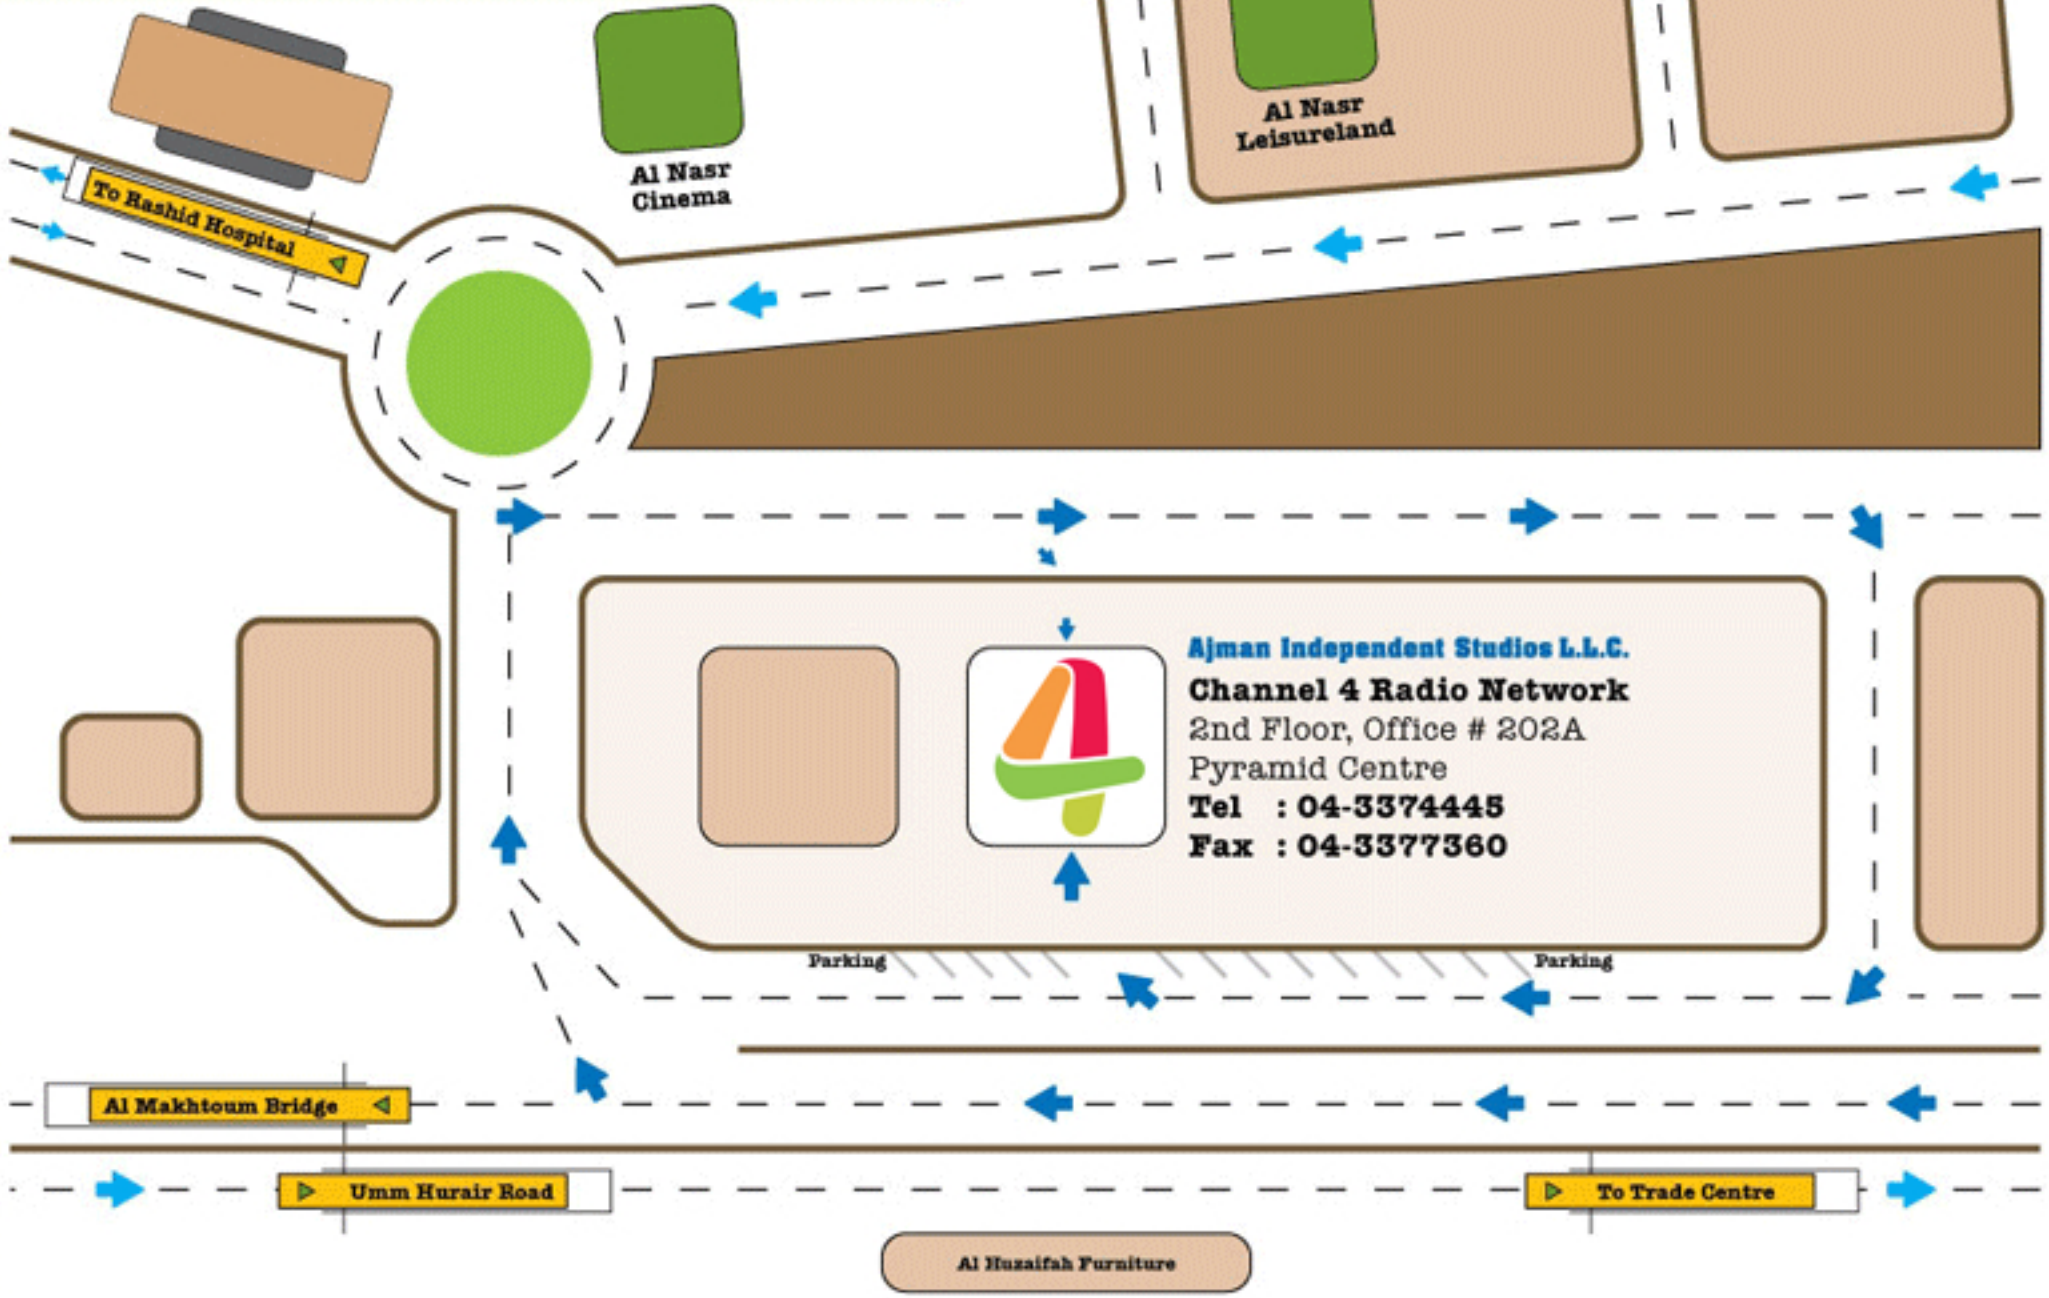 Al Nasr
Leisureland
Al Nasr
Cinema
To Rashid Hospital
Ajman Independent Studios L.L.C.
Channel 4 Radio Network
2nd Floor, Office # 202A
Pyramid Centre
Tel : 04-3374445
Fax : 04-3377360
Parking
Parking
Al Makhtoum Bridge
Umm Hurair Road
To Trade Centre
Al Huzaifah Furniture